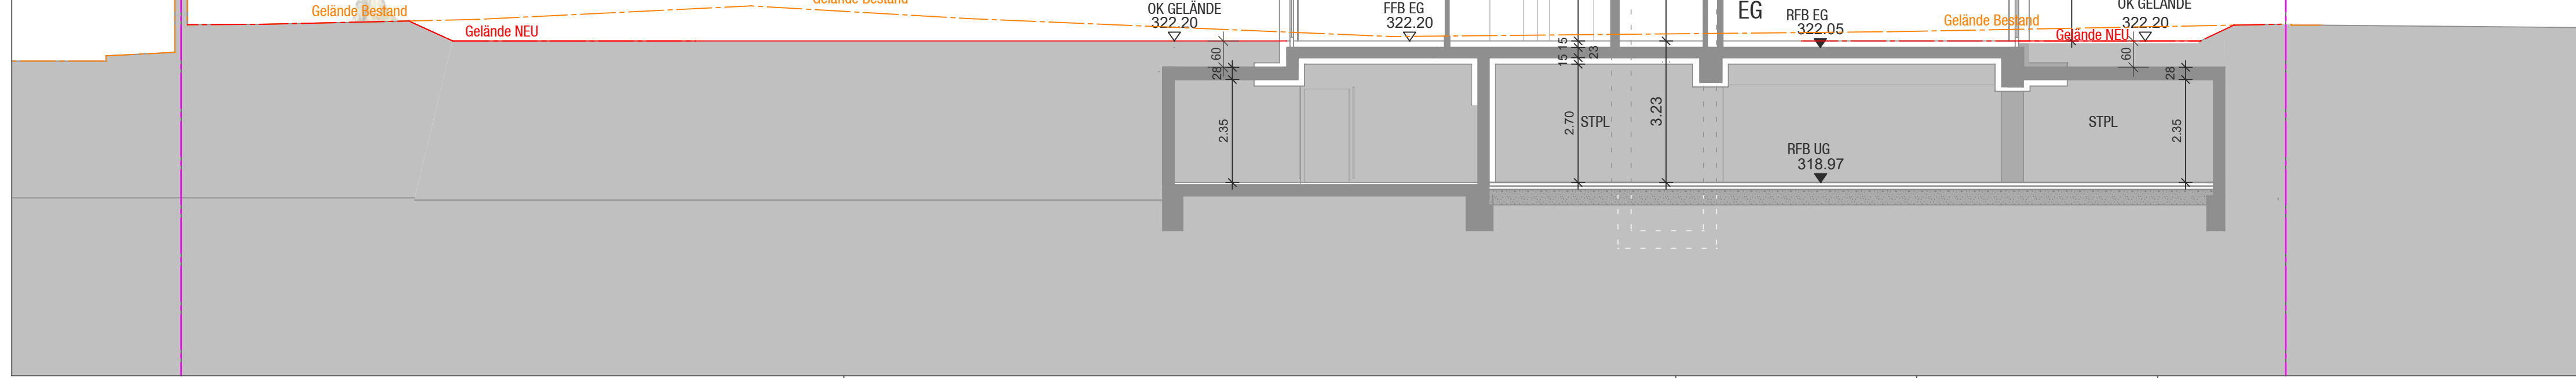 Gelände Bestand
Gelände Bestand
Gelände NEU
OK GELÄNDE
322.20
FFB EG
322.20
EG
RFB EG
322.05
Gelände Bestand
OK GELÄNDE
322.20
Gelände NEU
60
28
2.35
15
15
23
2.70
STPL
3.23
RFB UG
318.97
STPL
60
28
2.35